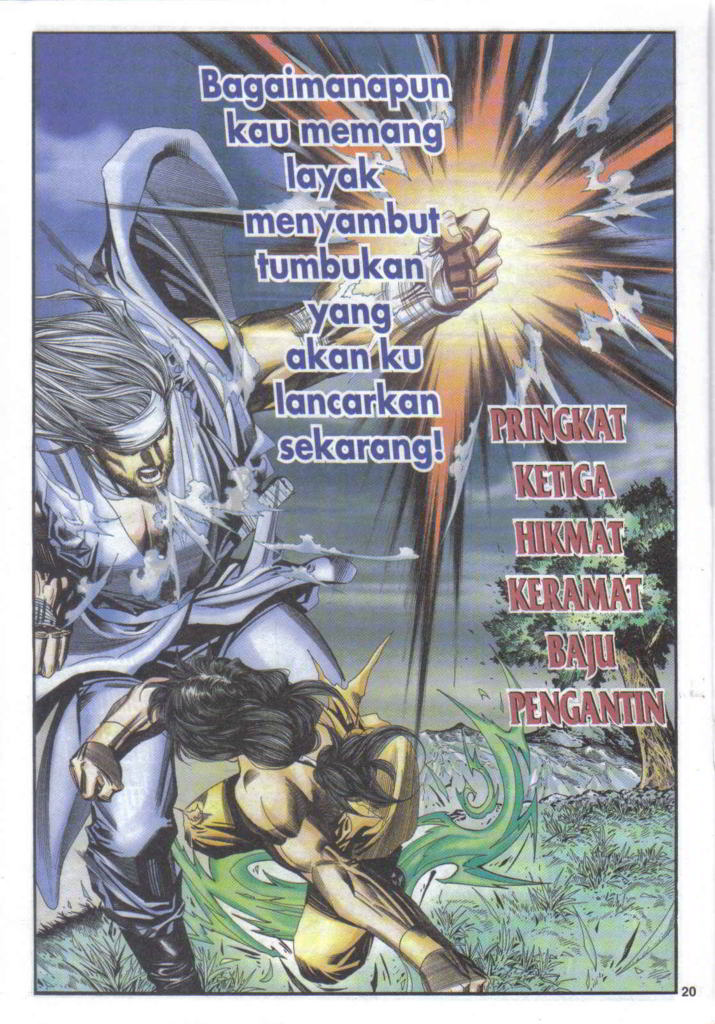 Bagaimanapun
kau memang
layak
menyambut
tumbukan
yang
akan ku
lancarkan
sekarang!
PRINGKAT
KETIGA
HIKMAT
KERAMAT
BAJU
PENGANTIN
20